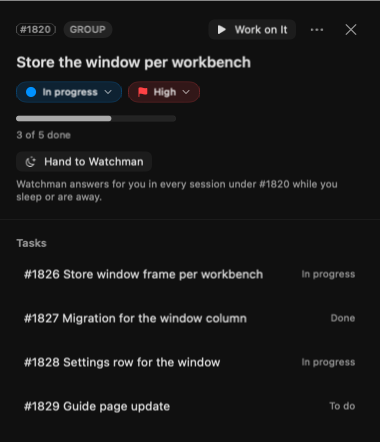 #1820 GROUP Work on It
Store the window per workbench
In progress High
3 of 5 done
Hand to Watchman
Watchman answers for you in every session under #1820 while you
sleep or are away.
Tasks
#1826 Store window frame per workbench In progress
#1827 Migration for the window column Done
#1828 Settings row for the window In progress
#1829 Guide page update To do